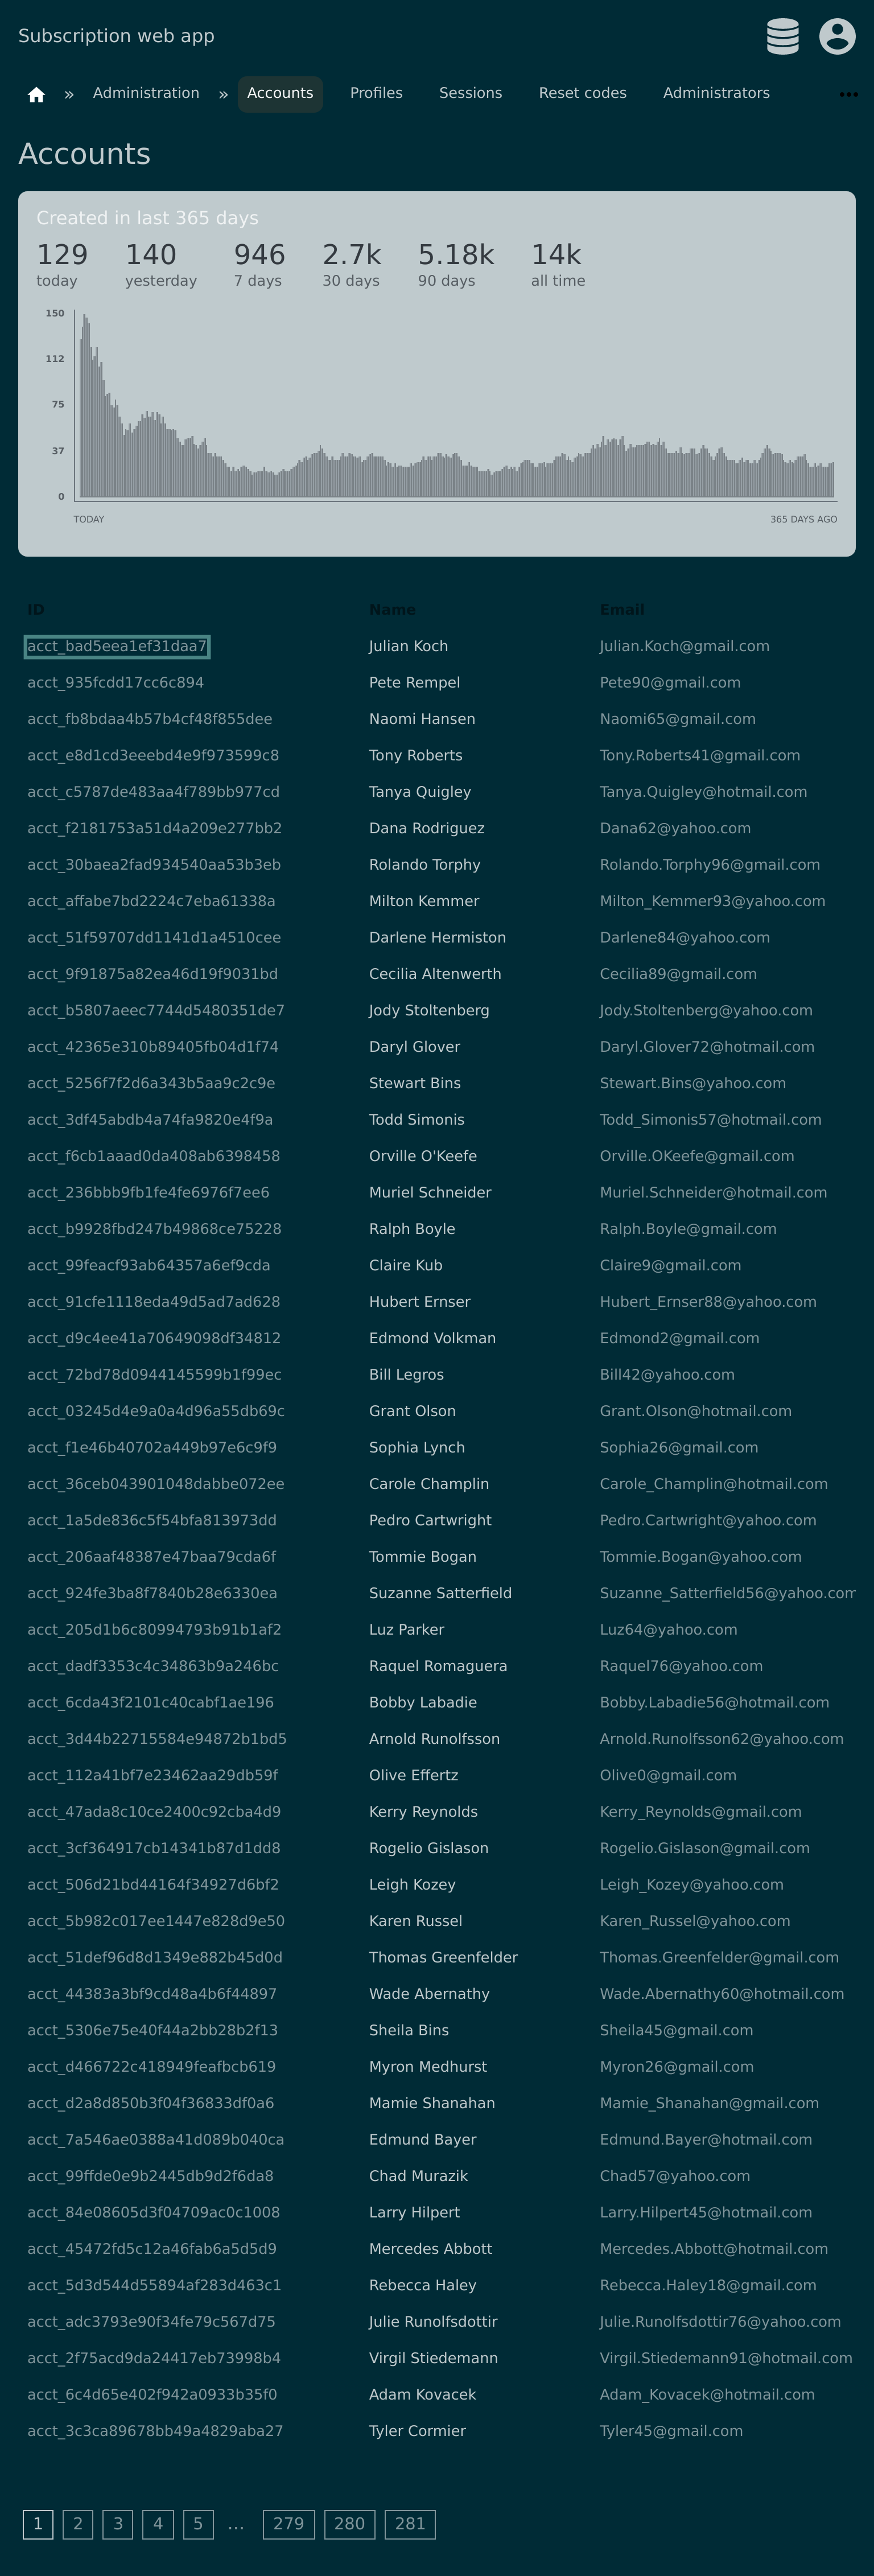 Subscription web app
» Administration » Accounts Profiles Sessions Reset codes Administrators •••
Accounts
Created in last 365 days
129 140 946 2.7k 5.18k 14k
today yesterday 7 days 30 days 90 days all time
150
112
75
37
0
TODAY 365 DAYS AGO
ID Name Email
acct_bad5eea1ef31daa7 Julian Koch Julian.Koch@gmail.com
acct_935fcdd17cc6c894 Pete Rempel Pete90@gmail.com
acct_fb8bdaa4b57b4cf48f855dee Naomi Hansen Naomi65@gmail.com
acct_e8d1cd3eeebd4e9f973599c8 Tony Roberts Tony.Roberts41@gmail.com
acct_c5787de483aa4f789bb977cd Tanya Quigley Tanya.Quigley@hotmail.com
acct_f2181753a51d4a209e277bb2 Dana Rodriguez Dana62@yahoo.com
acct_30baea2fad934540aa53b3eb Rolando Torphy Rolando.Torphy96@gmail.com
acct_affabe7bd2224c7eba61338a Milton Kemmer Milton_Kemmer93@yahoo.com
acct_51f59707dd1141d1a4510cee Darlene Hermiston Darlene84@yahoo.com
acct_9f91875a82ea46d19f9031bd Cecilia Altenwerth Cecilia89@gmail.com
acct_b5807aeec7744d5480351de7 Jody Stoltenberg Jody.Stoltenberg@yahoo.com
acct_42365e310b89405fb04d1f74 Daryl Glover Daryl.Glover72@hotmail.com
acct_5256f7f2d6a343b5aa9c2c9e Stewart Bins Stewart.Bins@yahoo.com
acct_3df45abdb4a74fa9820e4f9a Todd Simonis Todd_Simonis57@hotmail.com
acct_f6cb1aaad0da408ab6398458 Orville O'Keefe Orville.OKeefe@gmail.com
acct_236bbb9fb1fe4fe6976f7ee6 Muriel Schneider Muriel.Schneider@hotmail.com
acct_b9928fbd247b49868ce75228 Ralph Boyle Ralph.Boyle@gmail.com
acct_99feacf93ab64357a6ef9cda Claire Kub Claire9@gmail.com
acct_91cfe1118eda49d5ad7ad628 Hubert Ernser Hubert_Ernser88@yahoo.com
acct_d9c4ee41a70649098df34812 Edmond Volkman Edmond2@gmail.com
acct_72bd78d0944145599b1f99ec Bill Legros Bill42@yahoo.com
acct_03245d4e9a0a4d96a55db69c Grant Olson Grant.Olson@hotmail.com
acct_f1e46b40702a449b97e6c9f9 Sophia Lynch Sophia26@gmail.com
acct_36ceb043901048dabbe072ee Carole Champlin Carole_Champlin@hotmail.com
acct_1a5de836c5f54bfa813973dd Pedro Cartwright Pedro.Cartwright@yahoo.com
acct_206aaf48387e47baa79cda6f Tommie Bogan Tommie.Bogan@yahoo.com
acct_924fe3ba8f7840b28e6330ea Suzanne Satterfield Suzanne_Satterfield56@yahoo.com
acct_205d1b6c80994793b91b1af2 Luz Parker Luz64@yahoo.com
acct_dadf3353c4c34863b9a246bc Raquel Romaguera Raquel76@yahoo.com
acct_6cda43f2101c40cabf1ae196 Bobby Labadie Bobby.Labadie56@hotmail.com
acct_3d44b22715584e94872b1bd5 Arnold Runolfsson Arnold.Runolfsson62@yahoo.com
acct_112a41bf7e23462aa29db59f Olive Effertz Olive0@gmail.com
acct_47ada8c10ce2400c92cba4d9 Kerry Reynolds Kerry_Reynolds@gmail.com
acct_3cf364917cb14341b87d1dd8 Rogelio Gislason Rogelio.Gislason@gmail.com
acct_506d21bd44164f34927d6bf2 Leigh Kozey Leigh_Kozey@yahoo.com
acct_5b982c017ee1447e828d9e50 Karen Russel Karen_Russel@yahoo.com
acct_51def96d8d1349e882b45d0d Thomas Greenfelder Thomas.Greenfelder@gmail.com
acct_44383a3bf9cd48a4b6f44897 Wade Abernathy Wade.Abernathy60@hotmail.com
acct_5306e75e40f44a2bb28b2f13 Sheila Bins Sheila45@gmail.com
acct_d466722c418949feafbcb619 Myron Medhurst Myron26@gmail.com
acct_d2a8d850b3f04f36833df0a6 Mamie Shanahan Mamie_Shanahan@gmail.com
acct_7a546ae0388a41d089b040ca Edmund Bayer Edmund.Bayer@hotmail.com
acct_99ffde0e9b2445db9d2f6da8 Chad Murazik Chad57@yahoo.com
acct_84e08605d3f04709ac0c1008 Larry Hilpert Larry.Hilpert45@hotmail.com
acct_45472fd5c12a46fab6a5d5d9 Mercedes Abbott Mercedes.Abbott@hotmail.com
acct_5d3d544d55894af283d463c1 Rebecca Haley Rebecca.Haley18@gmail.com
acct_adc3793e90f34fe79c567d75 Julie Runolfsdottir Julie.Runolfsdottir76@yahoo.com
acct_2f75acd9da24417eb73998b4 Virgil Stiedemann Virgil.Stiedemann91@hotmail.com
acct_6c4d65e402f942a0933b35f0 Adam Kovacek Adam_Kovacek@hotmail.com
acct_3c3ca89678bb49a4829aba27 Tyler Cormier Tyler45@gmail.com
1 2 3 4 5 … 279 280 281